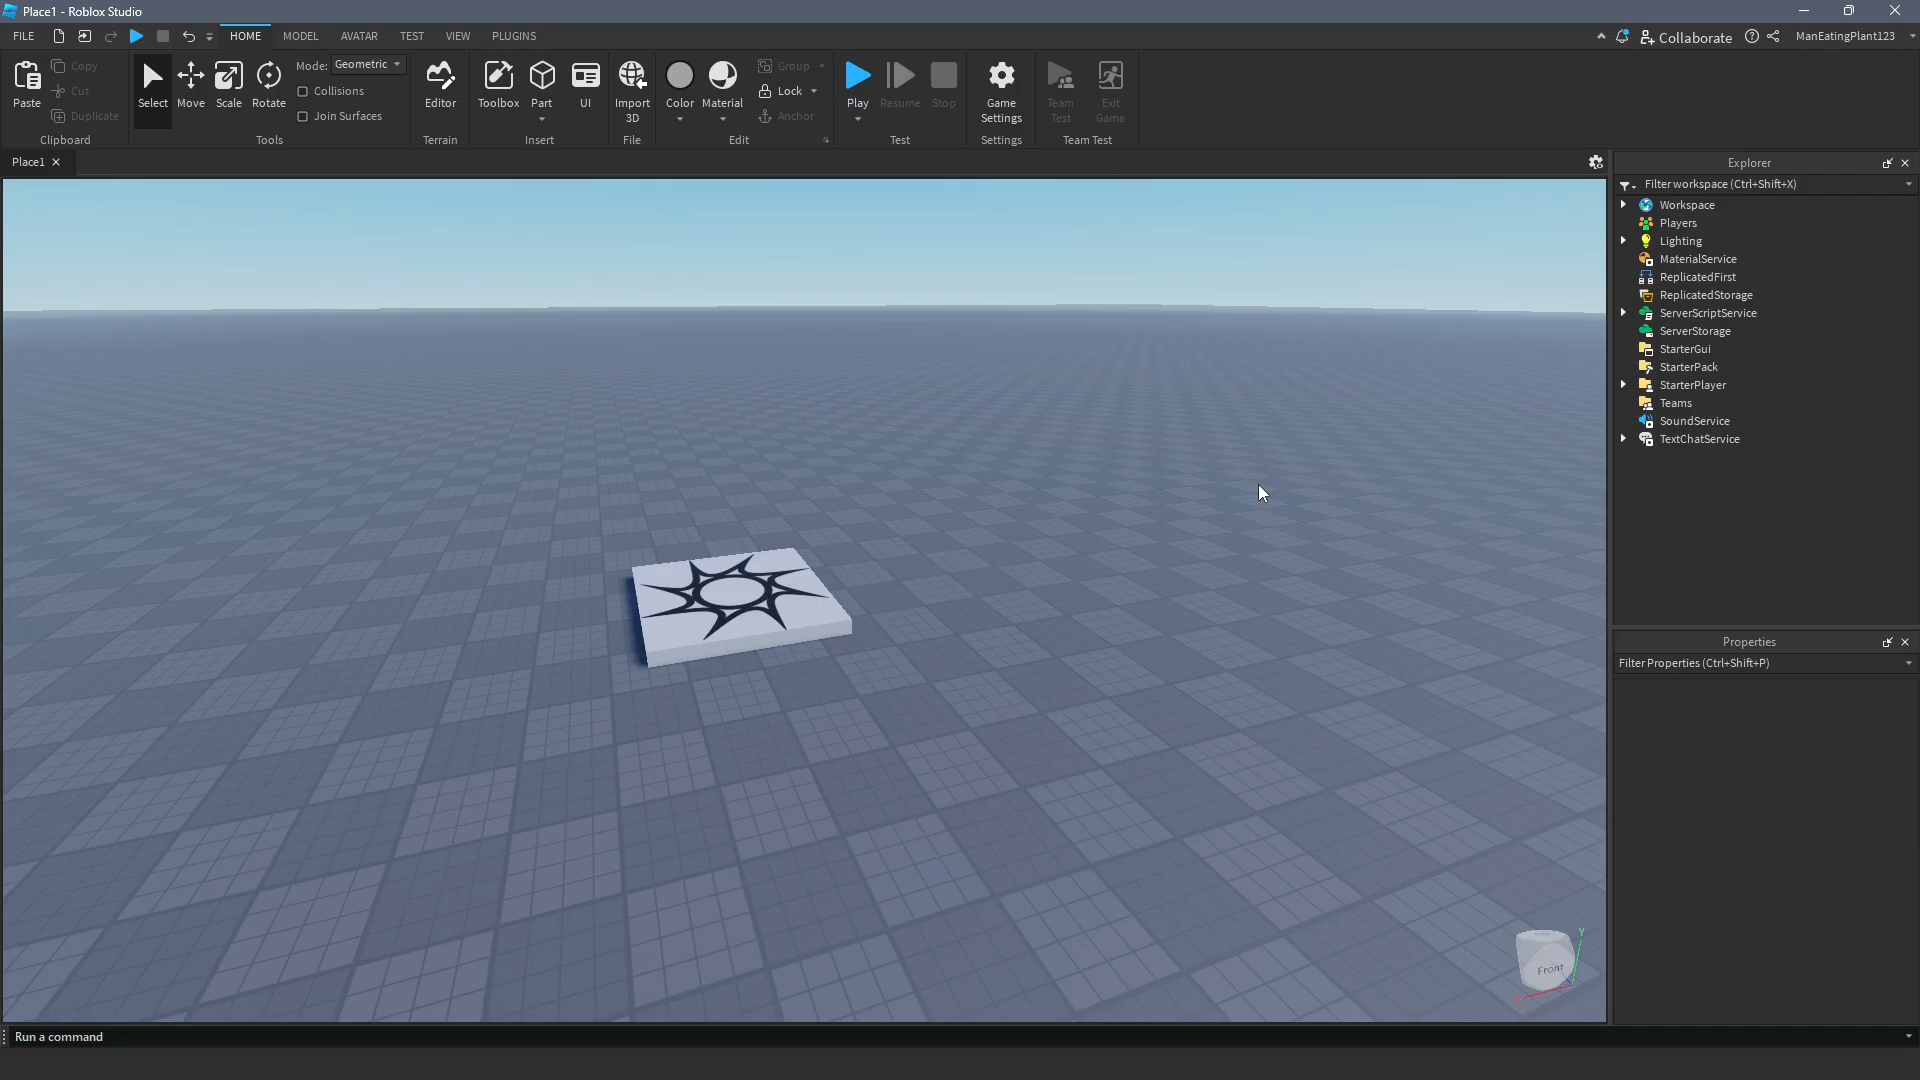 Place1 - Roblox Studio
FILE HOME MODEL AVATAR TEST VIEW PLUGINS Collaborate ManEatingPlant123
Paste
Copy
Cut
Duplicate
Clipboard
Select Move Scale Rotate
Mode: Geometric
Collisions
Join Surfaces
Tools
Editor
Terrain
Toolbox Part UI
Insert
Import
3D
File
Color Material
Group
Lock
Anchor
Edit
Play Resume Stop
Test
Game
Settings
Settings
Team
Test
Exit
Game
Team Test
Place1
Explorer
Filter workspace (Ctrl+Shift+X)
Workspace
Players
Lighting
MaterialService
ReplicatedFirst
ReplicatedStorage
ServerScriptService
ServerStorage
StarterGui
StarterPack
StarterPlayer
Teams
SoundService
TextChatService
Properties
Filter Properties (Ctrl+Shift+P)
Y
Front
X
Run a command